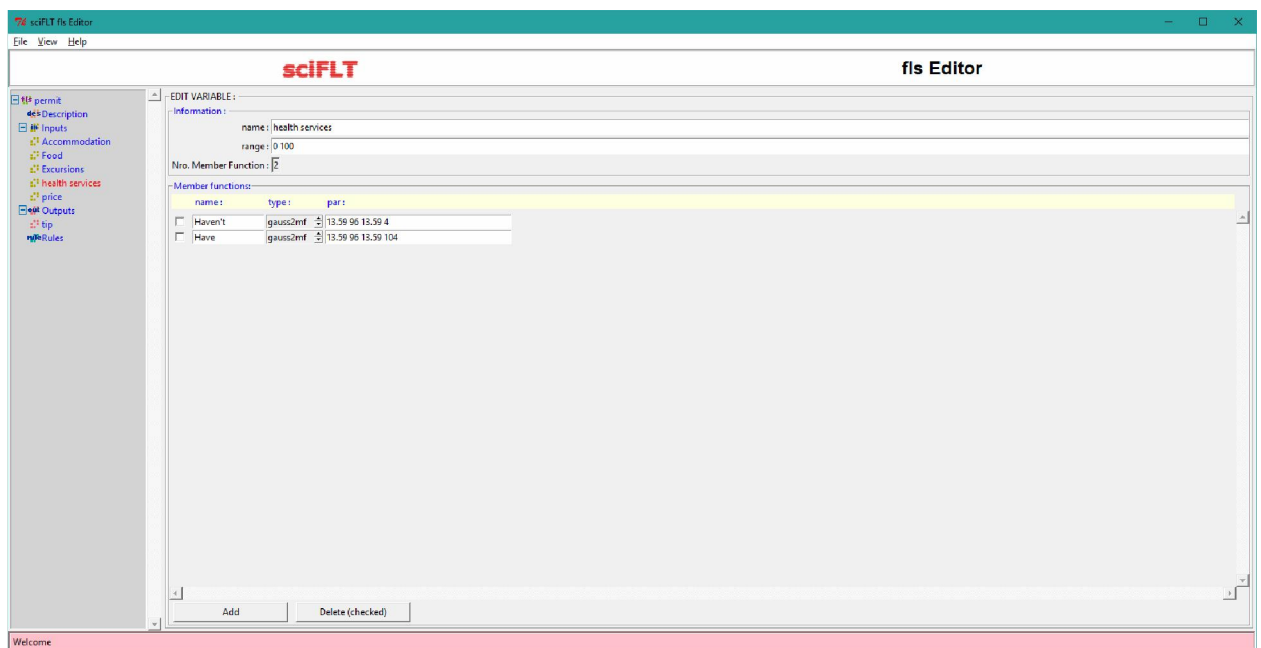 sciFLT fls Editor
File View Help
sciFLT
fls Editor
permit
Description
Inputs
Accommodation
Food
Excursions
health services
price
Outputs
tip
Rules
EDIT VARIABLE :
Information :
name : health services
range : 0 100
Nro. Member Function : 2
Member functions:
name : type : par :
Haven't gauss2mf 13.59 96 13.59 4
Have gauss2mf 13.59 96 13.59 104
Add Delete (checked)
Welcome